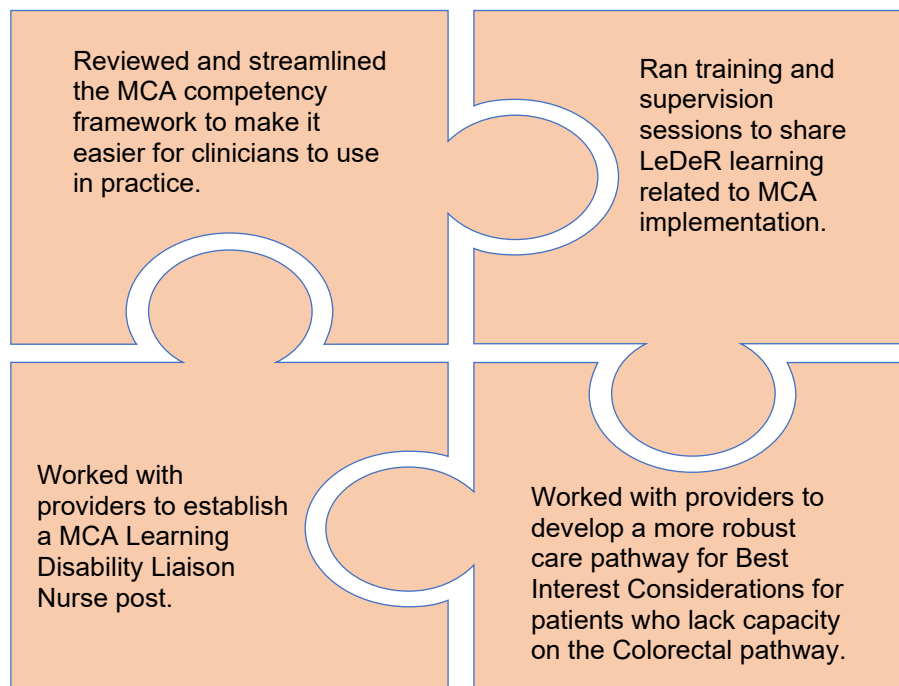 Reviewed and streamlined
the MCA competency
framework to make it
easier for clinicians to use
in practice.
Ran training and
supervision
sessions to share
LeDeR learning
related to MCA
implementation.
Worked with
providers to establish
a MCA Learning
Disability Liaison
Nurse post.
Worked with providers to
develop a more robust
care pathway for Best
Interest Considerations for
patients who lack capacity
on the Colorectal pathway.